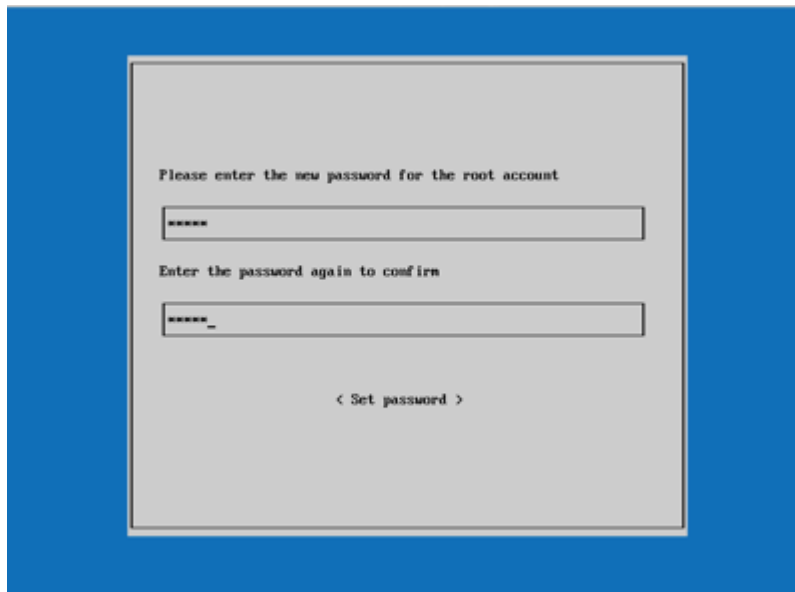 Please enter the new password for the root account
*****
Enter the password again to confirm
*****_
< Set password >